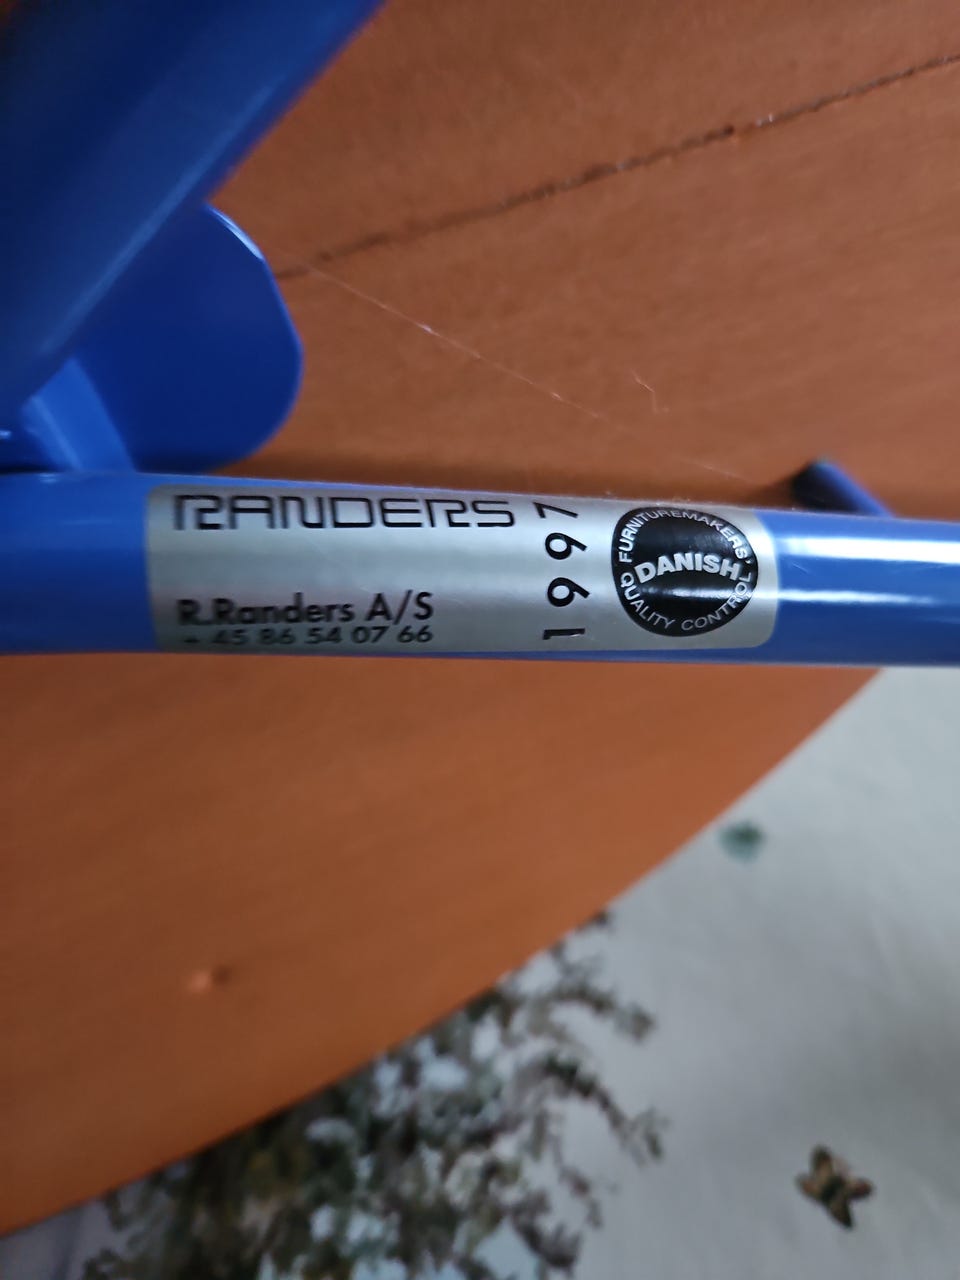 RANDERS
R.Randers A/S
+ 45 86 54 07 66
1997
FURNITUREMAKERS'
DANISH
QUALITY CONTROL